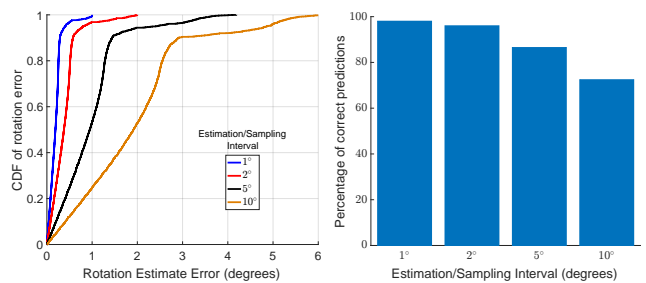 CDF of rotation error
1
0.8
0.6
0.4
0.2
0
0 1 2 3 4 5 6
Rotation Estimate Error (degrees)
Estimation/Sampling
Interval
1°
2°
5°
10°
Percentage of correct predictions
100
80
60
40
20
0
1° 2° 5° 10°
Estimation/Sampling Interval (degrees)